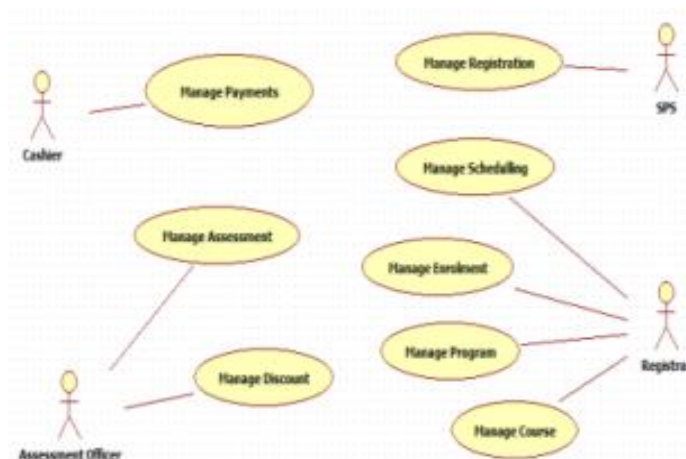 Manage Registration
Manage Payments
SPS
Cashier
Manage Schedulling
Manage Assessment
Manage Enrolment
Manage Program
Registra
Manage Discount
Manage Course
Assessment Officer